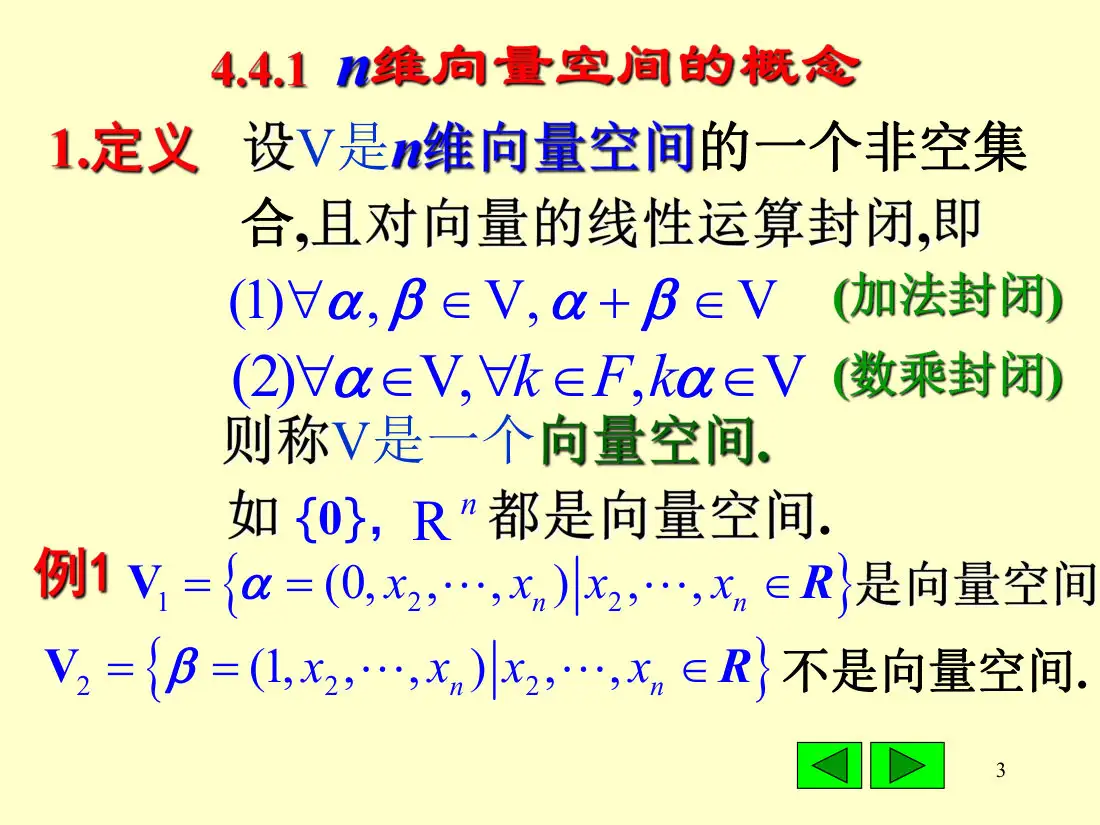 4.4.1 n维向量空间的概念
1.定义 设V是n维向量空间的一个非空集
合,且对向量的线性运算封闭,即
(1)∀α,β∈V,α+β∈V (加法封闭)
(2)∀α∈V,∀k∈F,kα∈V (数乘封闭)
则称V是一个向量空间.
如 {0}, Rⁿ 都是向量空间.
例1 V₁={α=(0,x₂,⋯,xₙ)|x₂,⋯,xₙ∈R}是向量空间
V₂={β=(1,x₂,⋯,xₙ)|x₂,⋯,xₙ∈R} 不是向量空间.
3